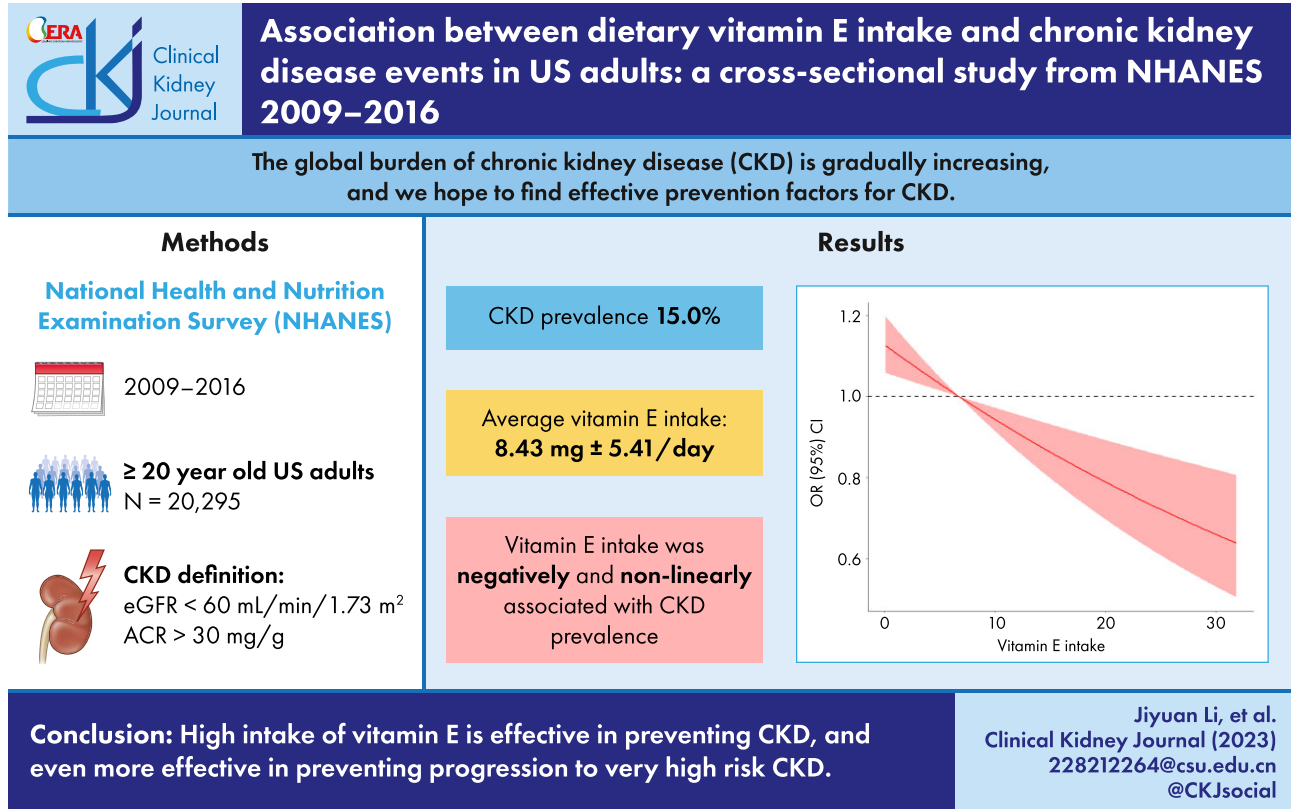 ERA
ckj
Clinical
Kidney
Journal
Association between dietary vitamin E intake and chronic kidney
disease events in US adults: a cross-sectional study from NHANES
2009–2016
The global burden of chronic kidney disease (CKD) is gradually increasing,
and we hope to find effective prevention factors for CKD.
Methods
National Health and Nutrition
Examination Survey (NHANES)
2009–2016
≥ 20 year old US adults
N = 20,295
CKD definition:
eGFR < 60 mL/min/1.73 m²
ACR > 30 mg/g
Results
CKD prevalence 15.0%
Average vitamin E intake:
8.43 mg ± 5.41/day
Vitamin E intake was
negatively and non-linearly
associated with CKD
prevalence
OR (95%) CI
1.2
1.0
0.8
0.6
0 10 20 30
Vitamin E intake
Conclusion: High intake of vitamin E is effective in preventing CKD, and
even more effective in preventing progression to very high risk CKD.
Jiyuan Li, et al.
Clinical Kidney Journal (2023)
228212264@csu.edu.cn
@CKJsocial